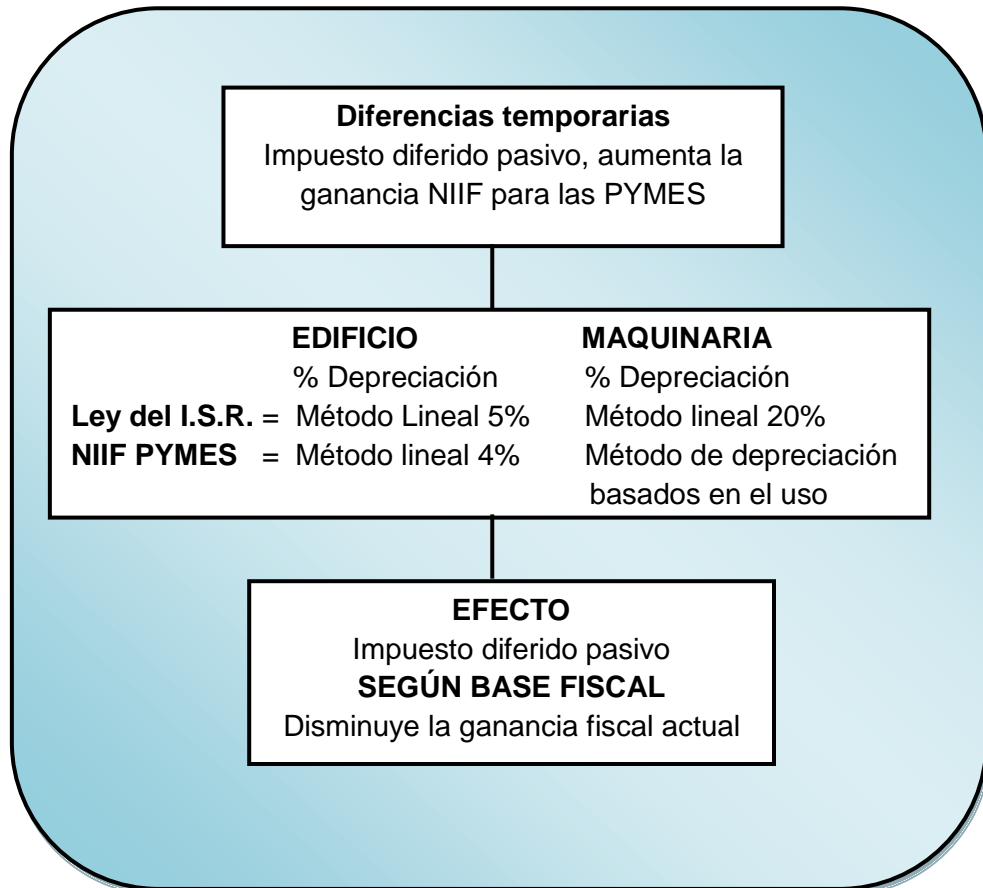 Diferencias temporarias
Impuesto diferido pasivo, aumenta la
ganancia NIIF para las PYMES
EDIFICIO MAQUINARIA
% Depreciación % Depreciación
Ley del I.S.R. = Método Lineal 5% Método lineal 20%
NIIF PYMES = Método lineal 4% Método de depreciación
basados en el uso
EFECTO
Impuesto diferido pasivo
SEGÚN BASE FISCAL
Disminuye la ganancia fiscal actual